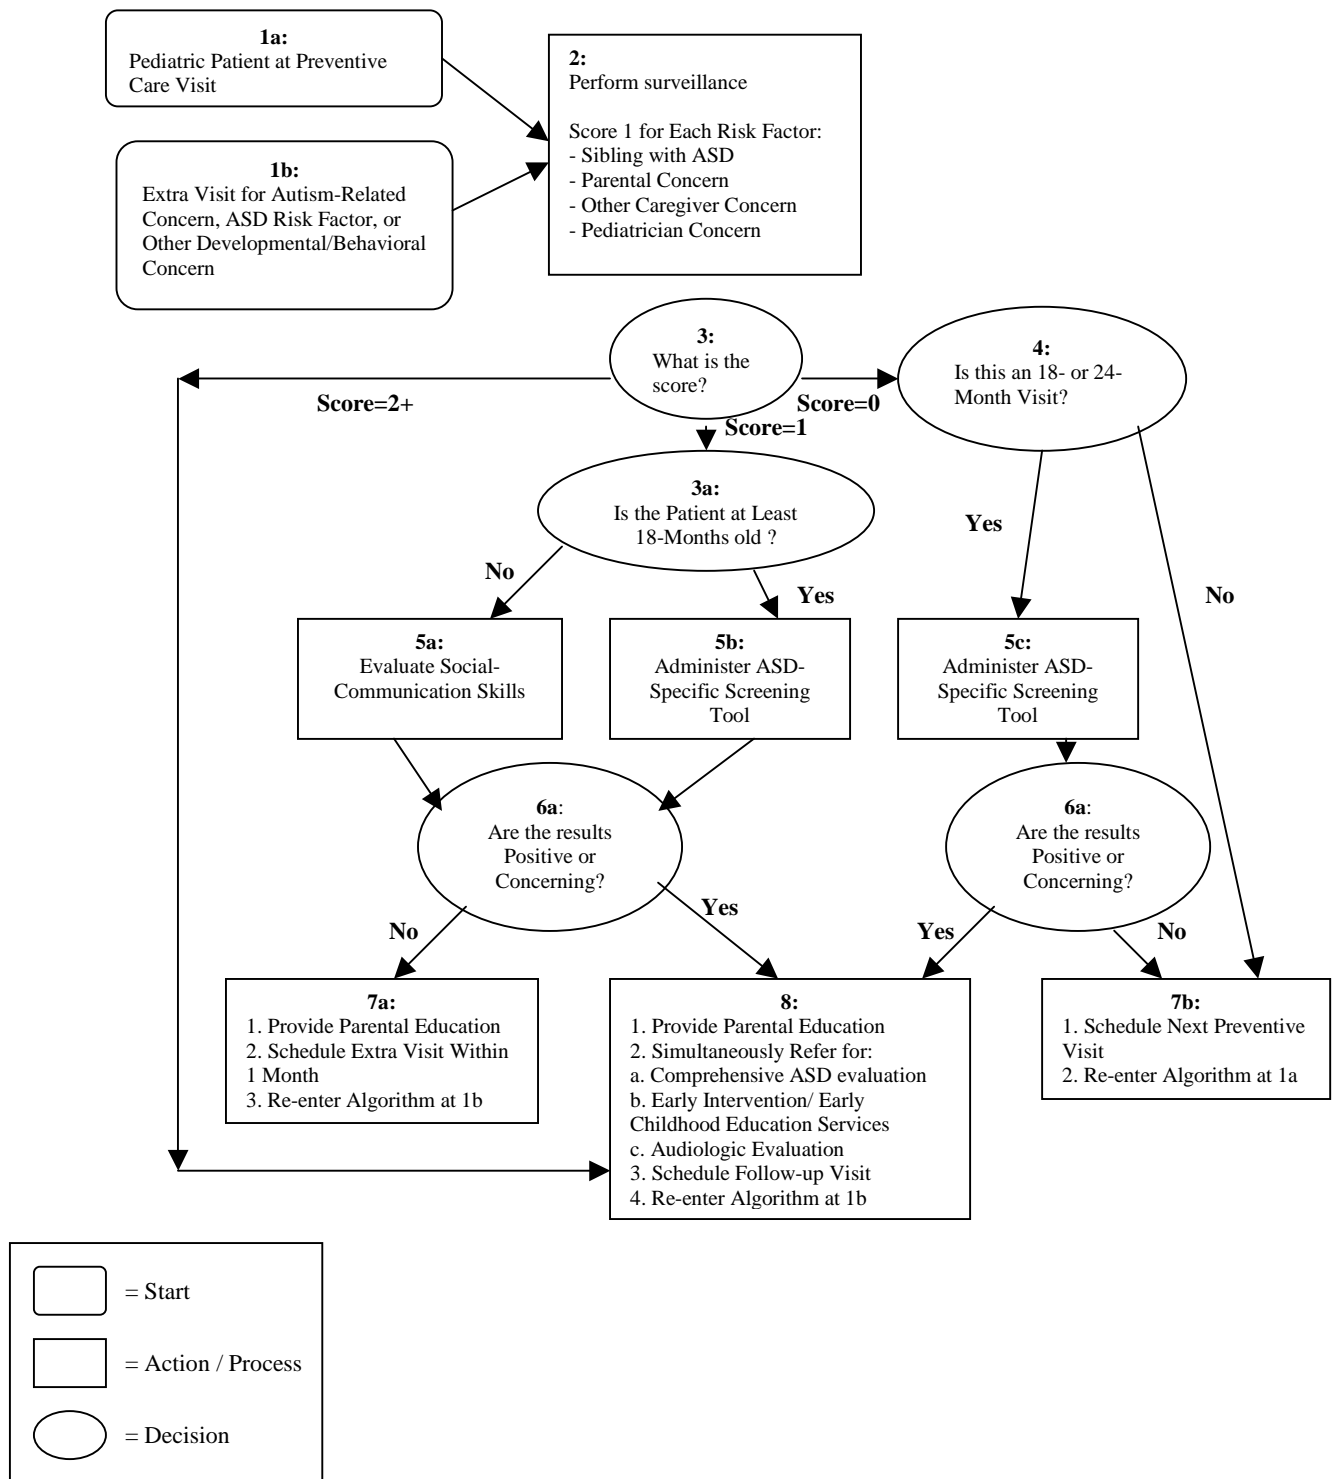 1a:
Pediatric Patient at Preventive
Care Visit
1b:
Extra Visit for Autism-Related
Concern, ASD Risk Factor, or
Other Developmental/Behavioral
Concern
2:
Perform surveillance
Score 1 for Each Risk Factor:
- Sibling with ASD
- Parental Concern
- Other Caregiver Concern
- Pediatrician Concern
3:
What is the
score?
4:
Is this an 18- or 24-
Month Visit?
Score=2+
Score=0
Score=1
3a:
Is the Patient at Least
18-Months old ?
Yes
No
No
Yes
5a:
Evaluate Social-
Communication Skills
5b:
Administer ASD-
Specific Screening
Tool
5c:
Administer ASD-
Specific Screening
Tool
6a:
Are the results
Positive or
Concerning?
6a:
Are the results
Positive or
Concerning?
No
Yes
Yes
No
7a:
1. Provide Parental Education
2. Schedule Extra Visit Within
1 Month
3. Re-enter Algorithm at 1b
8:
1. Provide Parental Education
2. Simultaneously Refer for:
a. Comprehensive ASD evaluation
b. Early Intervention/ Early
Childhood Education Services
c. Audiologic Evaluation
3. Schedule Follow-up Visit
4. Re-enter Algorithm at 1b
7b:
1. Schedule Next Preventive
Visit
2. Re-enter Algorithm at 1a
= Start
= Action / Process
= Decision